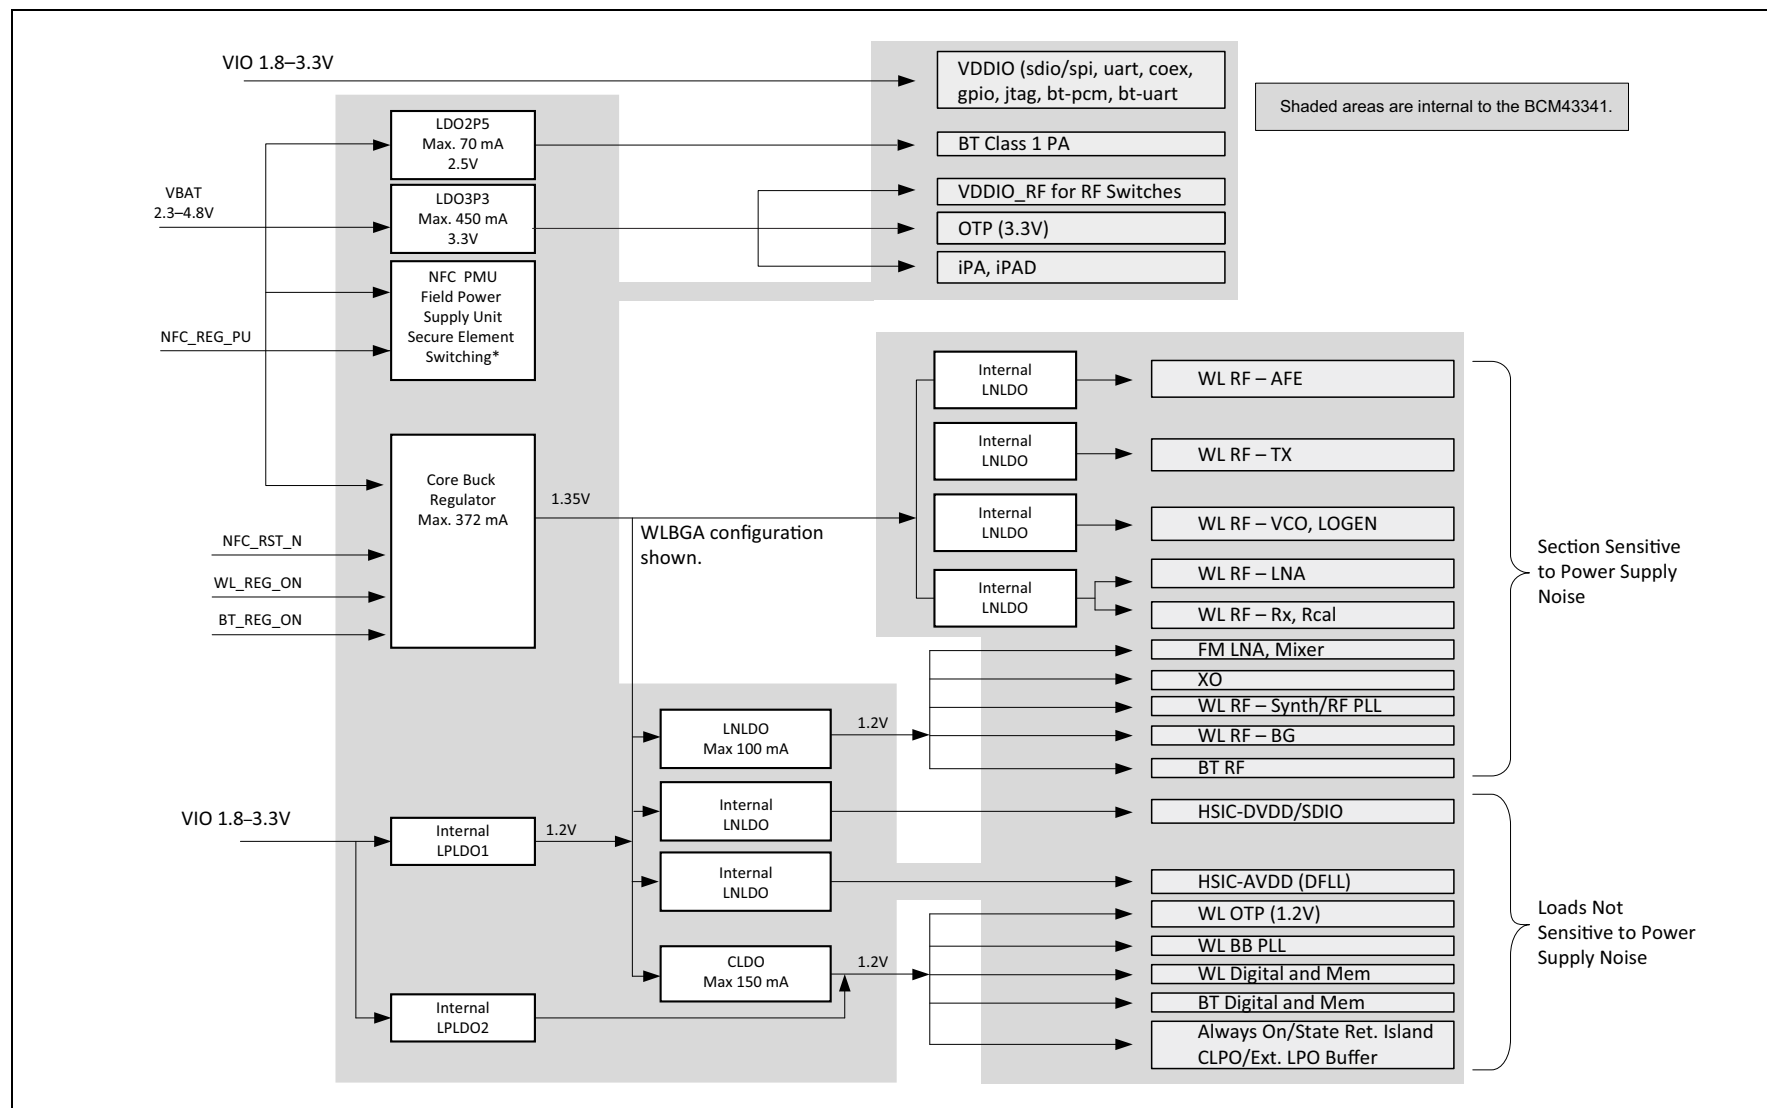 VIO 1.8–3.3V
VDDIO (sdio/spi, uart, coex,
gpio, jtag, bt-pcm, bt-uart
Shaded areas are internal to the BCM43341.
LDO2P5
Max. 70 mA
2.5V
BT Class 1 PA
VBAT
2.3–4.8V
LDO3P3
Max. 450 mA
3.3V
VDDIO_RF for RF Switches
OTP (3.3V)
iPA, iPAD
NFC PMU
Field Power
Supply Unit
Secure Element
Switching*
NFC_REG_PU
Internal
LNLDO
WL RF – AFE
Internal
LNLDO
WL RF – TX
Core Buck
Regulator
Max. 372 mA
1.35V
WLBGA configuration
shown.
Internal
LNLDO
WL RF – VCO, LOGEN
NFC_RST_N
WL_REG_ON
BT_REG_ON
Internal
LNLDO
WL RF – LNA
WL RF – Rx, Rcal
Section Sensitive
to Power Supply
Noise
FM LNA, Mixer
XO
WL RF – Synth/RF PLL
WL RF – BG
BT RF
LNLDO
Max 100 mA
1.2V
Internal
LNLDO
HSIC-DVDD/SDIO
VIO 1.8–3.3V
Internal
LPLDO1
1.2V
Internal
LNLDO
HSIC-AVDD (DFLL)
WL OTP (1.2V)
WL BB PLL
WL Digital and Mem
BT Digital and Mem
Always On/State Ret. Island
CLPO/Ext. LPO Buffer
CLDO
Max 150 mA
1.2V
Internal
LPLDO2
Loads Not
Sensitive to Power
Supply Noise